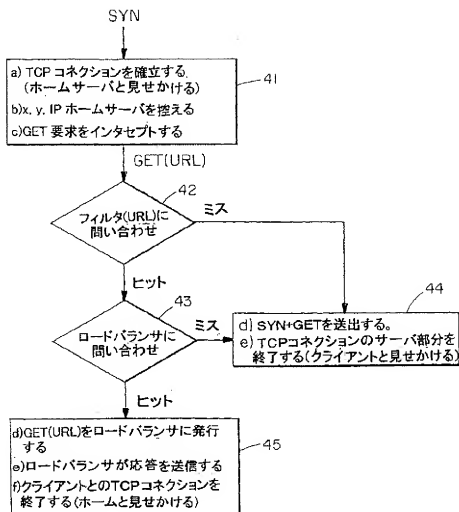 SYN
a) TCPコネクションを確立する
(ホームサーバと見せかける)
b)x, y, IP ホームサーバを控える
c)GET 要求をインタセプトする
41
GET(URL)
42
フィルタ(URL)に
問い合わせ
ミス
ヒット
43
ロードバランサに
問い合わせ
ミス
44
d) SYN+GETを送出する。
e) TCPコネクションのサーバ部分を
終了する(クライアントと見せかける)
ヒット
d)GET(URL)をロードバランサに発行
する
e)ロードバランサが応答を送信する
f)クライアントとのTCPコネクションを
終了する(ホームと見せかける)
45